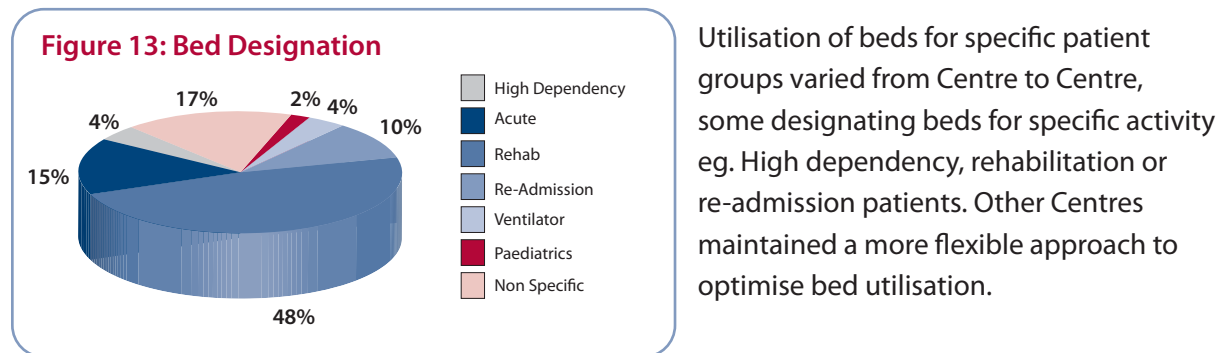 Figure 13: Bed Designation
17%
2%
4%
10%
4%
15%
48%
High Dependency
Acute
Rehab
Re-Admission
Ventilator
Paediatrics
Non Specific
Utilisation of beds for specific patient
groups varied from Centre to Centre,
some designating beds for specific activity
eg. High dependency, rehabilitation or
re-admission patients. Other Centres
maintained a more flexible approach to
optimise bed utilisation.